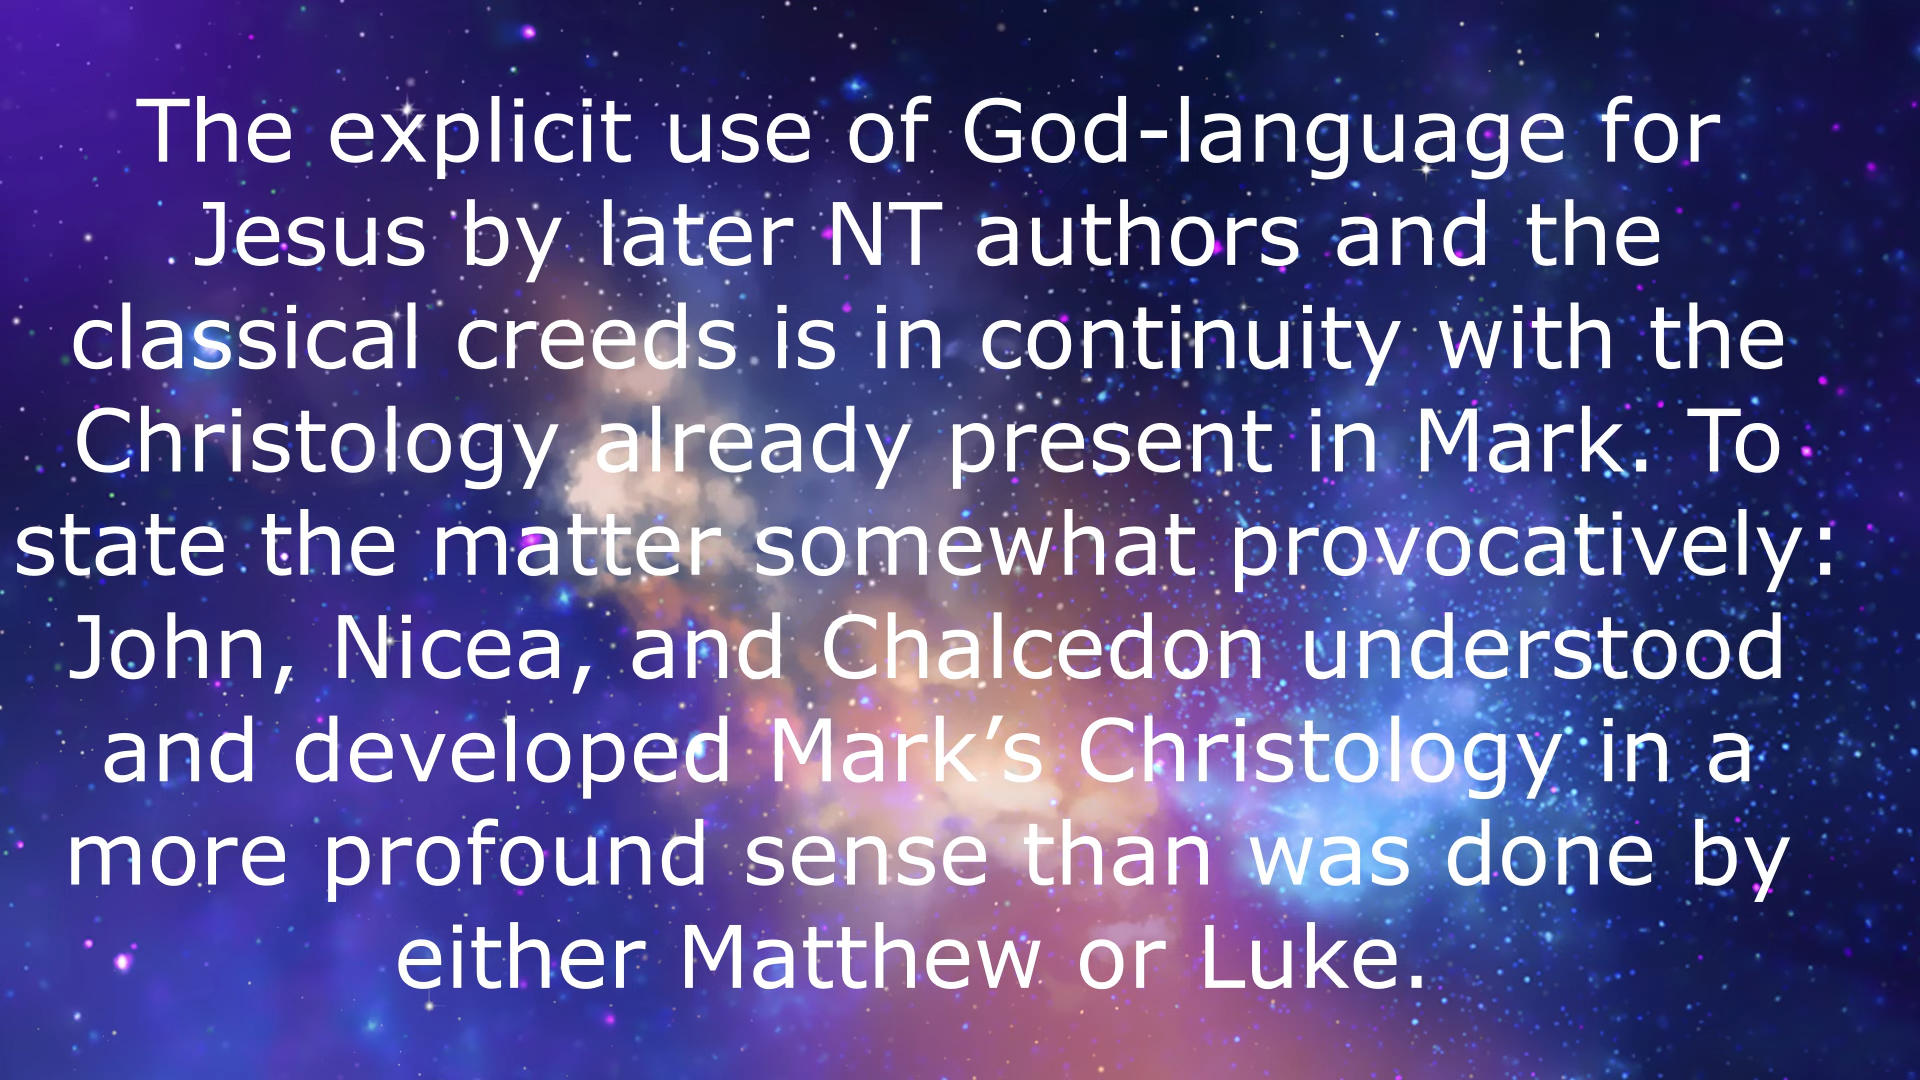 The explicit use of God-language for
Jesus by later NT authors and the
classical creeds is in continuity with the
Christology already present in Mark. To
state the matter somewhat provocatively:
John, Nicea, and Chalcedon understood
and developed Mark’s Christology in a
more profound sense than was done by
either Matthew or Luke.